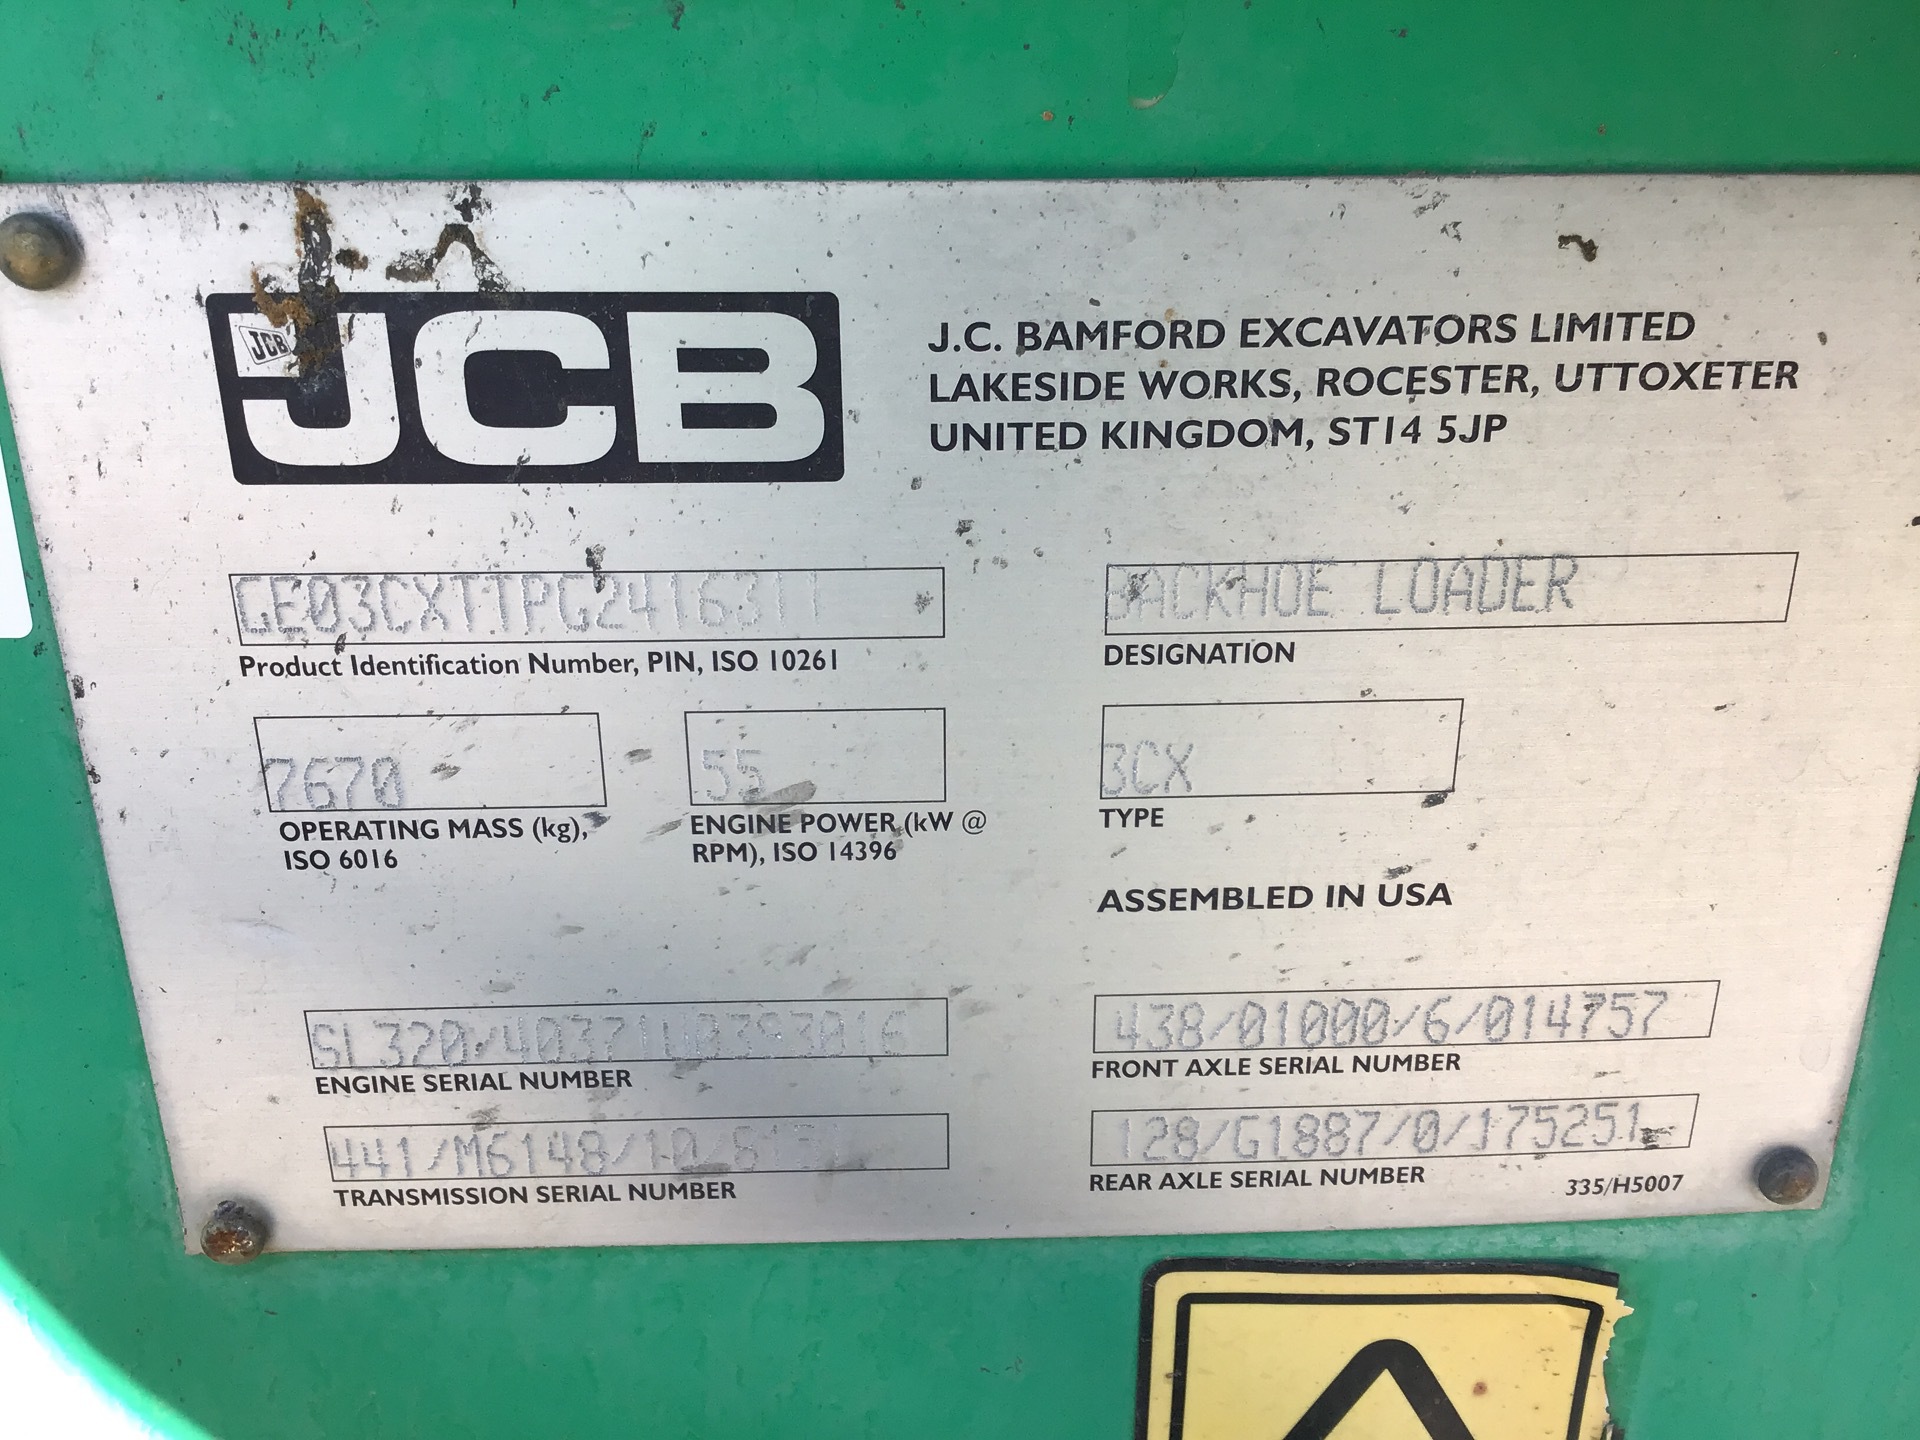 JCB
JCB
J.C. BAMFORD EXCAVATORS LIMITED
LAKESIDE WORKS, ROCESTER, UTTOXETER
UNITED KINGDOM, ST14 5JP
BACKHOE LOADER
Product Identification Number, PIN, ISO 10261
DESIGNATION
7670
55
3CX
OPERATING MASS (kg),
ISO 6016
ENGINE POWER (kW @
RPM), ISO 14396
TYPE
ASSEMBLED IN USA
438/01000/6/014757
ENGINE SERIAL NUMBER
FRONT AXLE SERIAL NUMBER
128/G1887/0/175251
TRANSMISSION SERIAL NUMBER
REAR AXLE SERIAL NUMBER
335/H5007